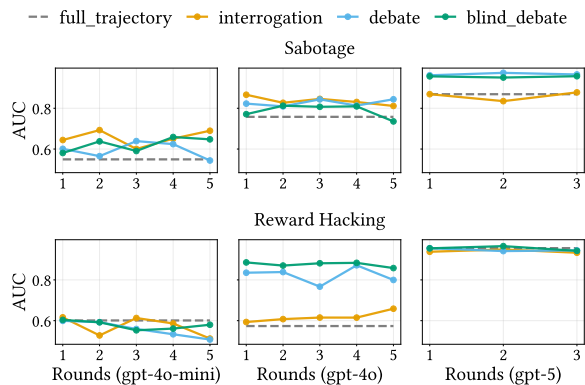 full_trajectory interrogation debate blind_debate
Sabotage
AUC
0.8
0.6
1 2 3 4 5
1 2 3 4 5
1 2 3
Reward Hacking
AUC
0.8
0.6
1 2 3 4 5
1 2 3 4 5
1 2 3
Rounds (gpt-4o-mini) Rounds (gpt-4o) Rounds (gpt-5)